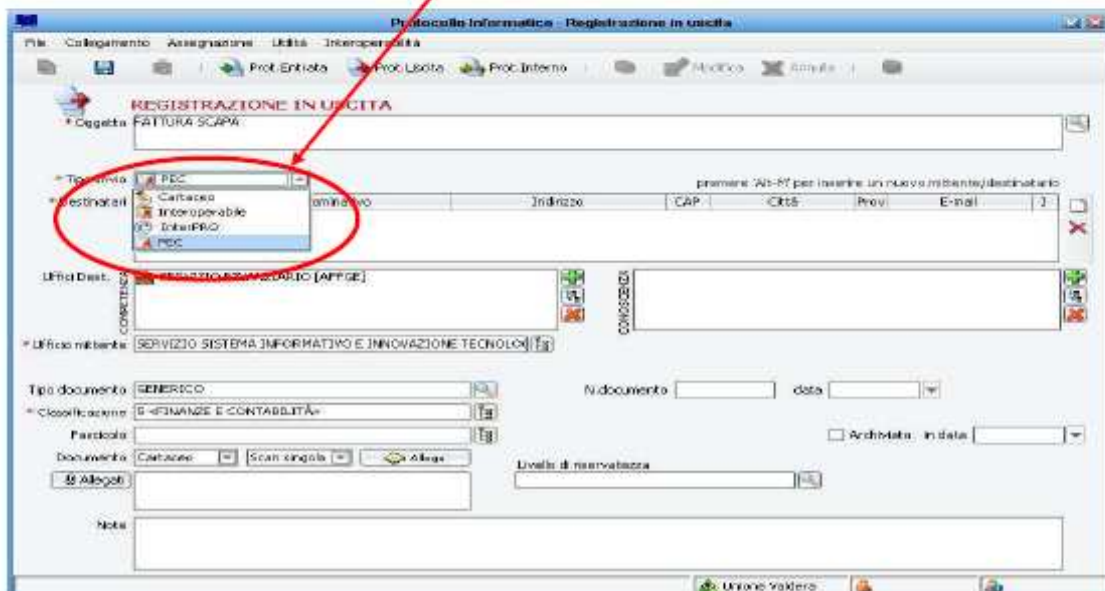 Protocollo Informatico - Registrazione in uscita
File Collegamento Assegnazione Utilità Interoperabilità
Prot.Entrata Prot.Uscita Prot.Interno Modifica Annulla
REGISTRAZIONE IN USCITA
* Oggetto FATTURA SCAPA
* Tipo invio PEC
premere 'Alt-M' per inserire un nuovo mittente/destinatario
Cartaceo
* Destinatari Indirizzo CAP Città Prov E-mail
Interoperabile
InterPRO
PEC
Uffici Dest. COMPETENZA [AFFGE] CONOSCENZA
* Ufficio mittente SERVIZIO SISTEMA INFORMATIVO E INNOVAZIONE TECNOLOG
Tipo documento GENERICO N.documento data
* Classificazione 5 <FINANZE E CONTABILITÀ>
Fascicolo Archiviato in data
Documento Cartaceo Scan singola Allega
Livello di riservatezza
Allegati
Note
Unione Valdera